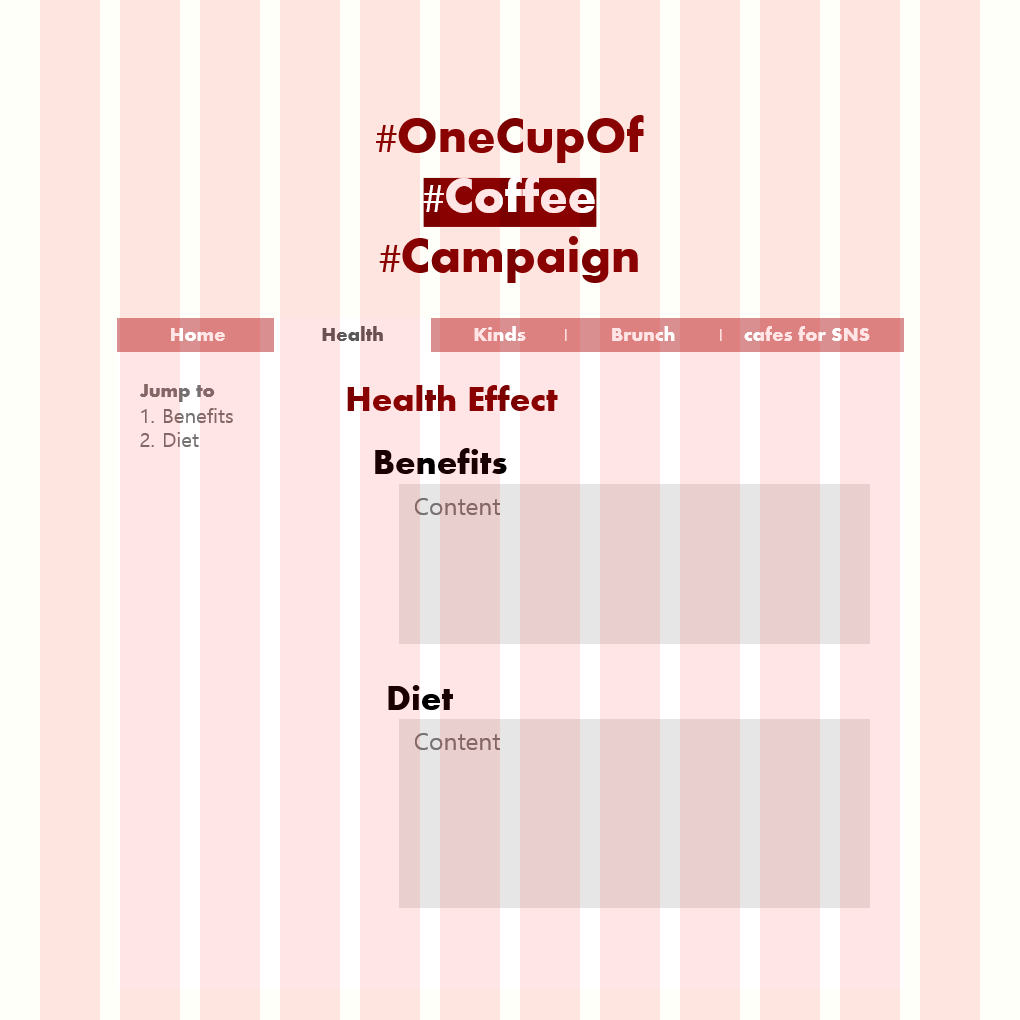 #OneCupOf
#Coffee
#Campaign
Home Health Kinds | Brunch | cafes for SNS
Jump to
1. Benefits
2. Diet
Health Effect
Benefits
Content
Diet
Content